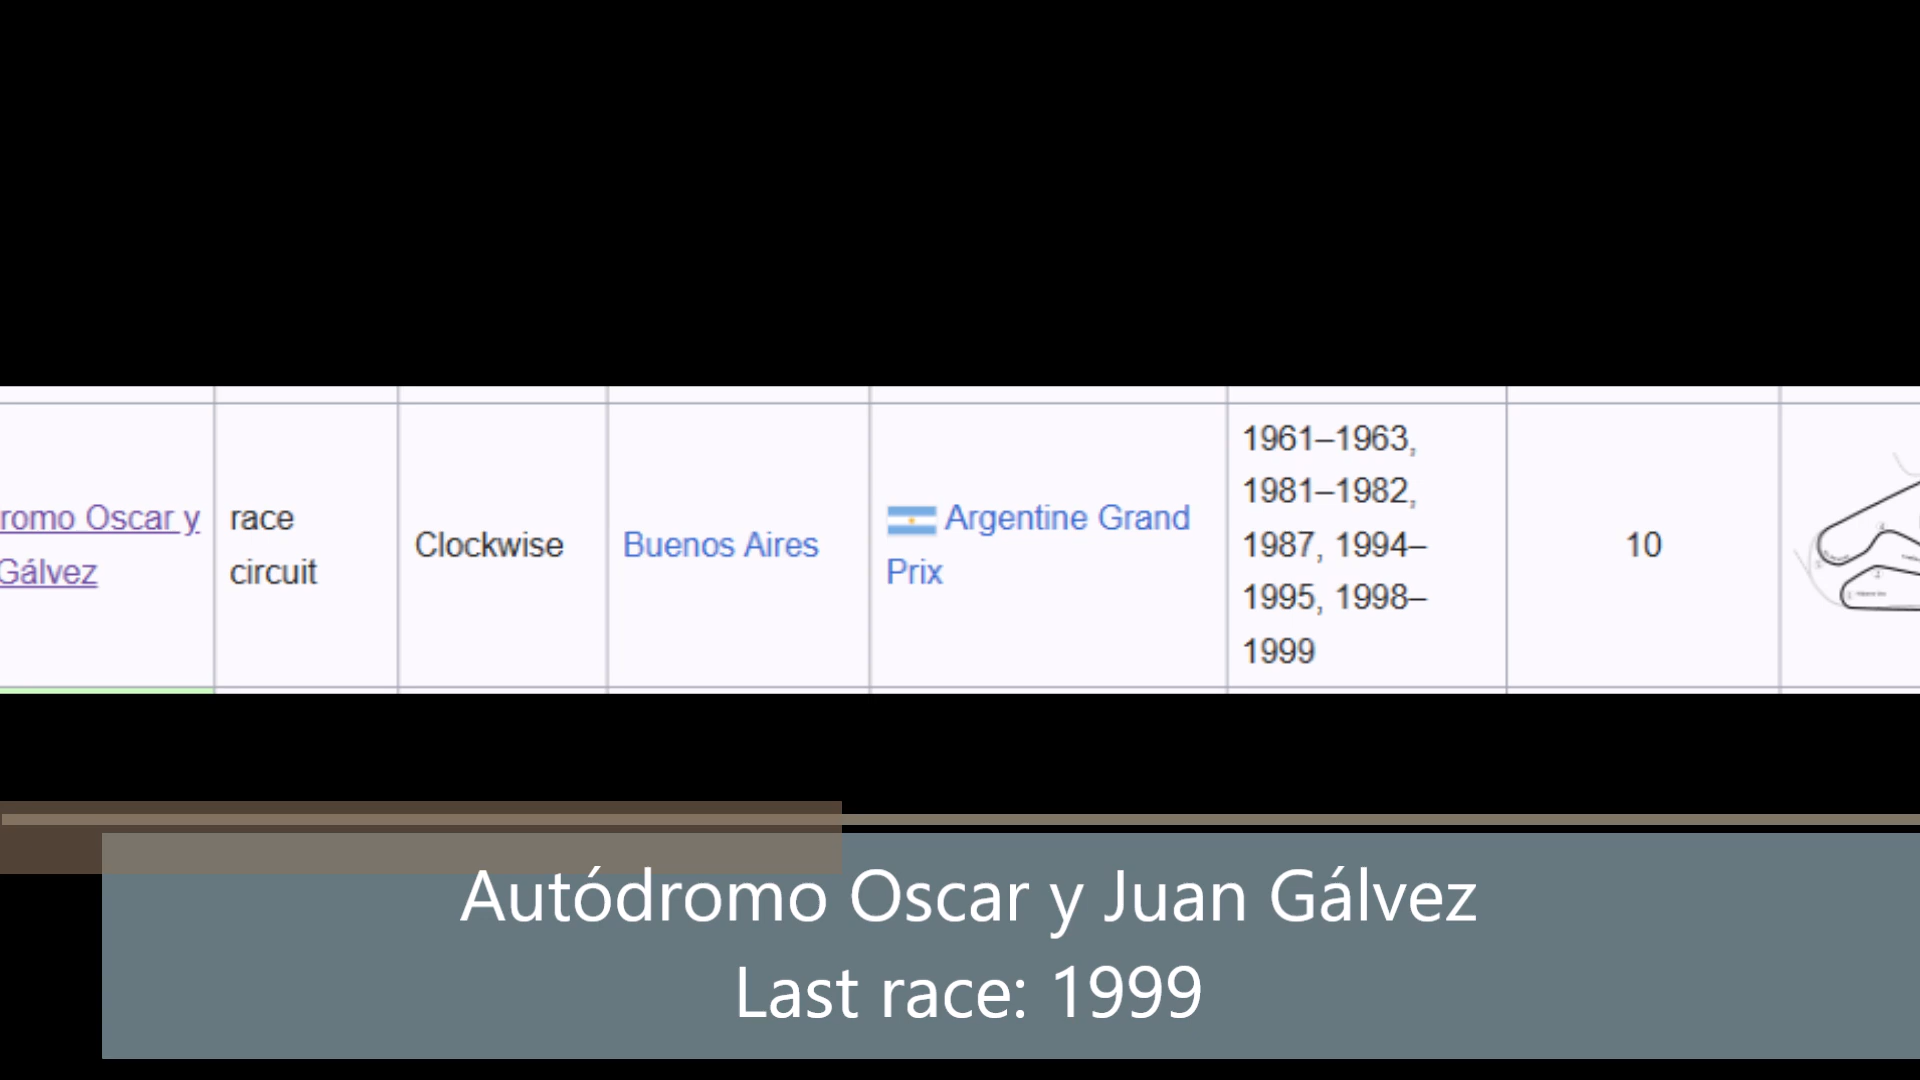 romo Oscar y
Gálvez
race
circuit
Clockwise
Buenos Aires
Argentine Grand
Prix
1961–1963,
1981–1982,
1987, 1994–
1995, 1998–
1999
10
Autódromo Oscar y Juan Gálvez
Last race: 1999